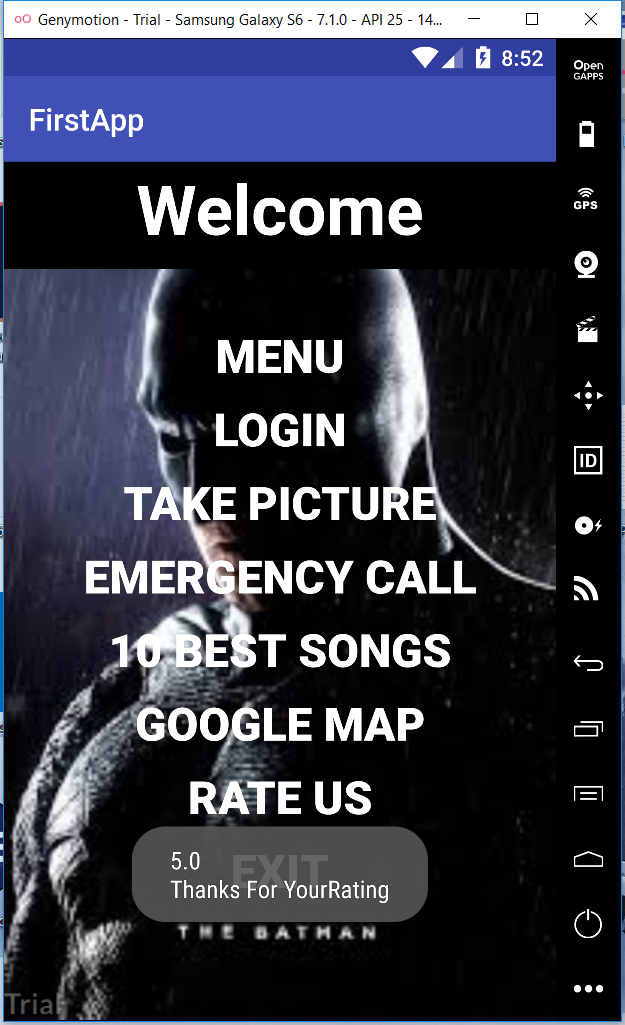 Genymotion - Trial - Samsung Galaxy S6 - 7.1.0 - API 25 - 14...
8:52
Open
GAPPS
FirstApp
GPS
Welcome
MENU
LOGIN
ID
TAKE PICTURE
EMERGENCY CALL
10 BEST SONGS
GOOGLE MAP
RATE US
EXIT
5.0
Thanks For YourRating
THE BATMAN
Trial